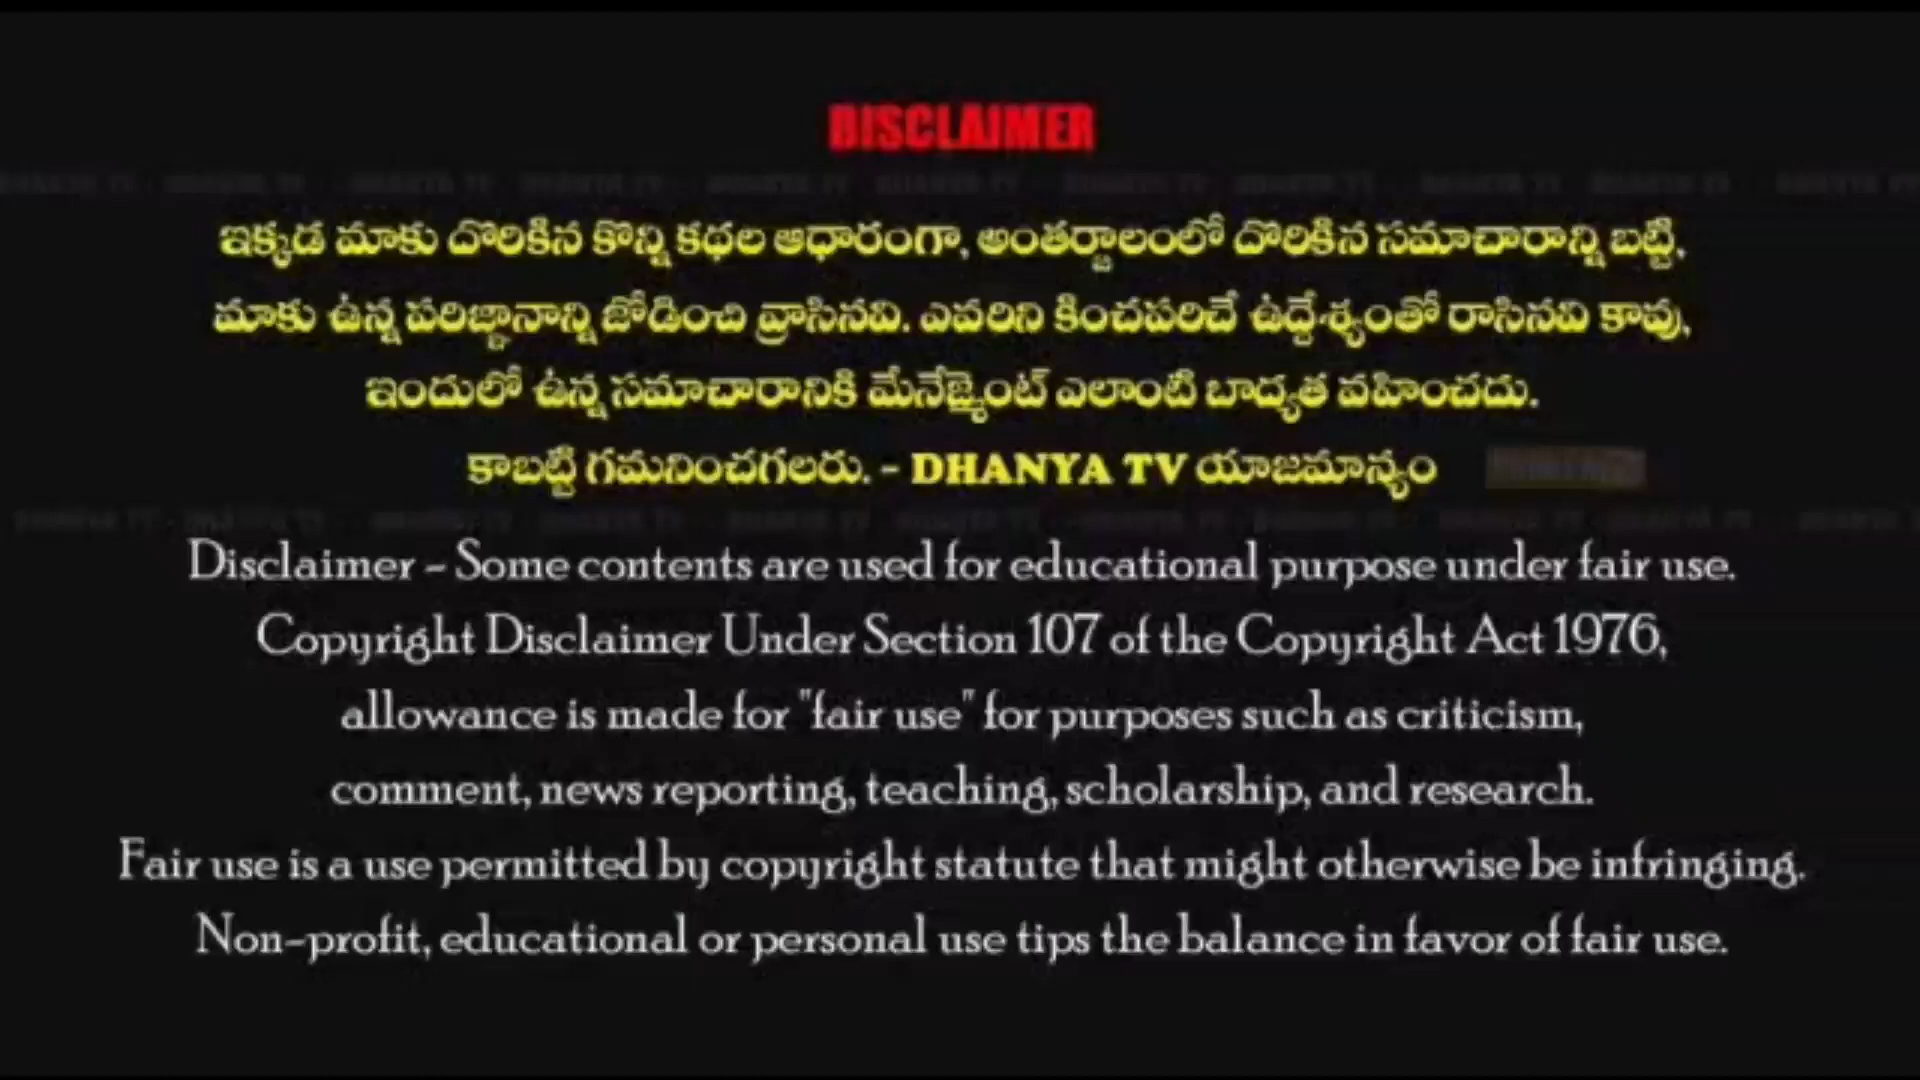 DISCLAIMER
ఇక్కడ మాకు దొరికిన కొన్ని కథల ఆధారంగా, అంతర్జాలంలో దొరికిన సమాచారాన్ని బట్టి,
మాకు ఉన్న పరిజ్ఞానాన్ని జోడించి వ్రాసినవి. ఎవరిని కించపరిచే ఉద్దేశ్యంతో రాసినవి కావు,
ఇందులో ఉన్న సమాచారానికి మేనేజ్మెంట్ ఎలాంటి బాద్యత వహించదు.
కాబట్టి గమనించగలరు. - DHANYA TV యాజమాన్యం
Disclaimer - Some contents are used for educational purpose under fair use.
Copyright Disclaimer Under Section 107 of the Copyright Act 1976,
allowance is made for "fair use" for purposes such as criticism,
comment, news reporting, teaching, scholarship, and research.
Fair use is a use permitted by copyright statute that might otherwise be infringing.
Non-profit, educational or personal use tips the balance in favor of fair use.